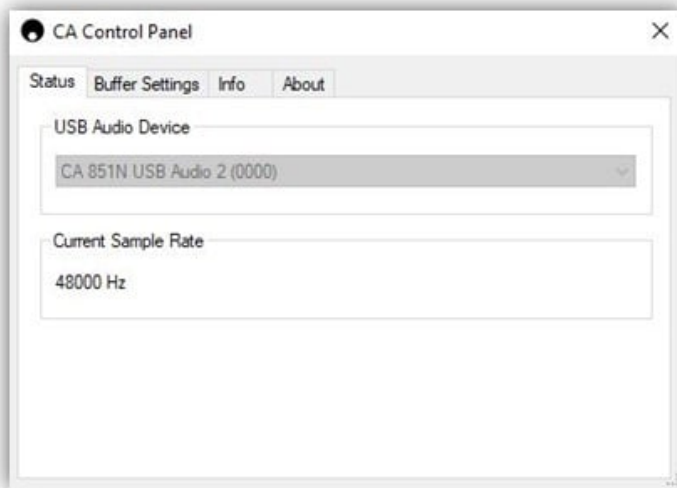 CA Control Panel
Status Buffer Settings Info About
USB Audio Device
CA 851N USB Audio 2 (0000)
Current Sample Rate
48000 Hz